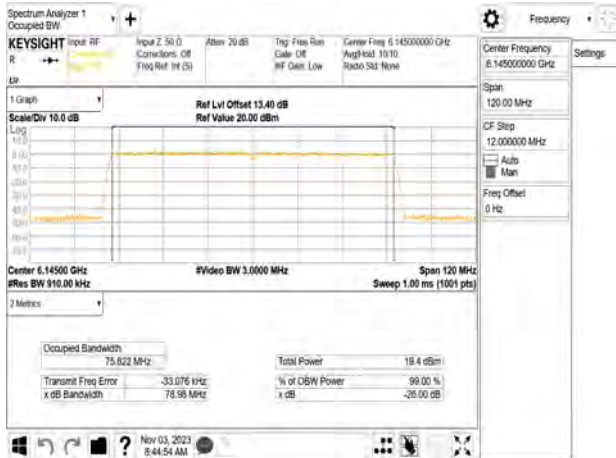 Spectrum Analyzer 1
Occupied BW
Frequency
KEYSIGHT
R
Input: RF
Input Z: 50 Ω
Corrections: Off
Freq Ref: Int (S)
Atten: 20 dB
Trig: Free Run
Gate: Off
#IF Gain: Low
Center Freq: 6.145000000 GHz
Avg|Hold: 10/10
Radio Std: None
Center Frequency
6.145000000 GHz
Settings
Span
120.00 MHz
CF Step
12.000000 MHz
Auto
Man
Freq Offset
0 Hz
1 Graph
Scale/Div 10.0 dB
Ref Lvl Offset 13.40 dB
Ref Value 20.00 dBm
Log
10.0
0.00
Center 6.14500 GHz
#Res BW 910.00 kHz
#Video BW 3.0000 MHz
Span 120 MHz
Sweep 1.00 ms (1001 pts)
2 Metrics
Occupied Bandwidth
75.622 MHz
Total Power
19.4 dBm
Transmit Freq Error
-33.076 kHz
% of OBW Power
99.00 %
x dB Bandwidth
78.98 MHz
x dB
-26.00 dB
?
Nov 03, 2023
8:44:54 AM